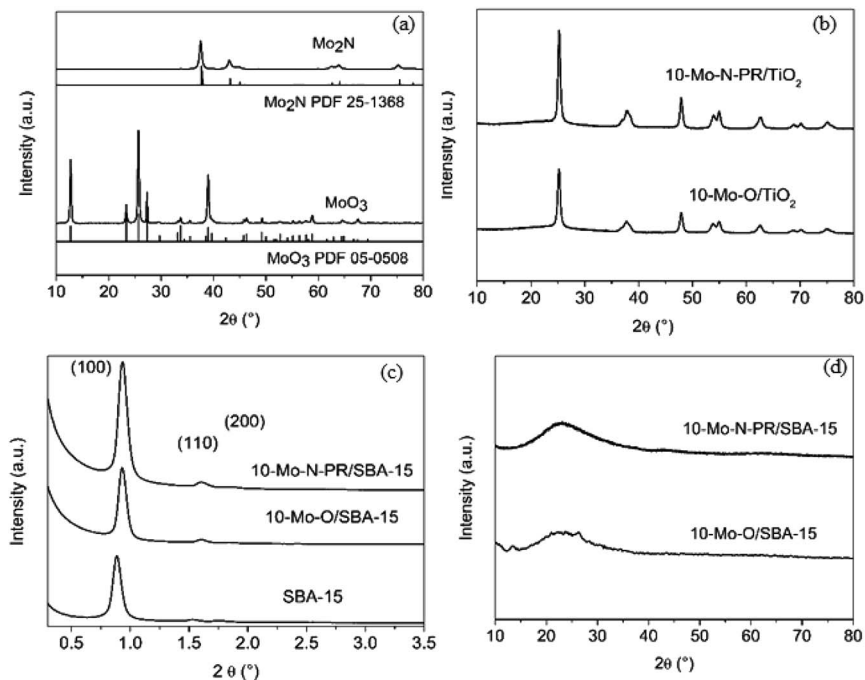 (a)
Mo₂N
Mo₂N PDF 25-1368
MoO₃
MoO₃ PDF 05-0508
Intensity (a.u.)
10 20 30 40 50 60 70 80
2θ (°)
(b)
10-Mo-N-PR/TiO₂
10-Mo-O/TiO₂
Intensity (a.u.)
10 20 30 40 50 60 70 80
2θ (°)
(c)
(100)
(200)
(110)
10-Mo-N-PR/SBA-15
10-Mo-O/SBA-15
SBA-15
Intensity (a.u.)
0.5 1.0 1.5 2.0 2.5 3.0 3.5
2 θ (°)
(d)
10-Mo-N-PR/SBA-15
10-Mo-O/SBA-15
Intensity (a.u.)
10 20 30 40 50 60 70 80
2θ (°)